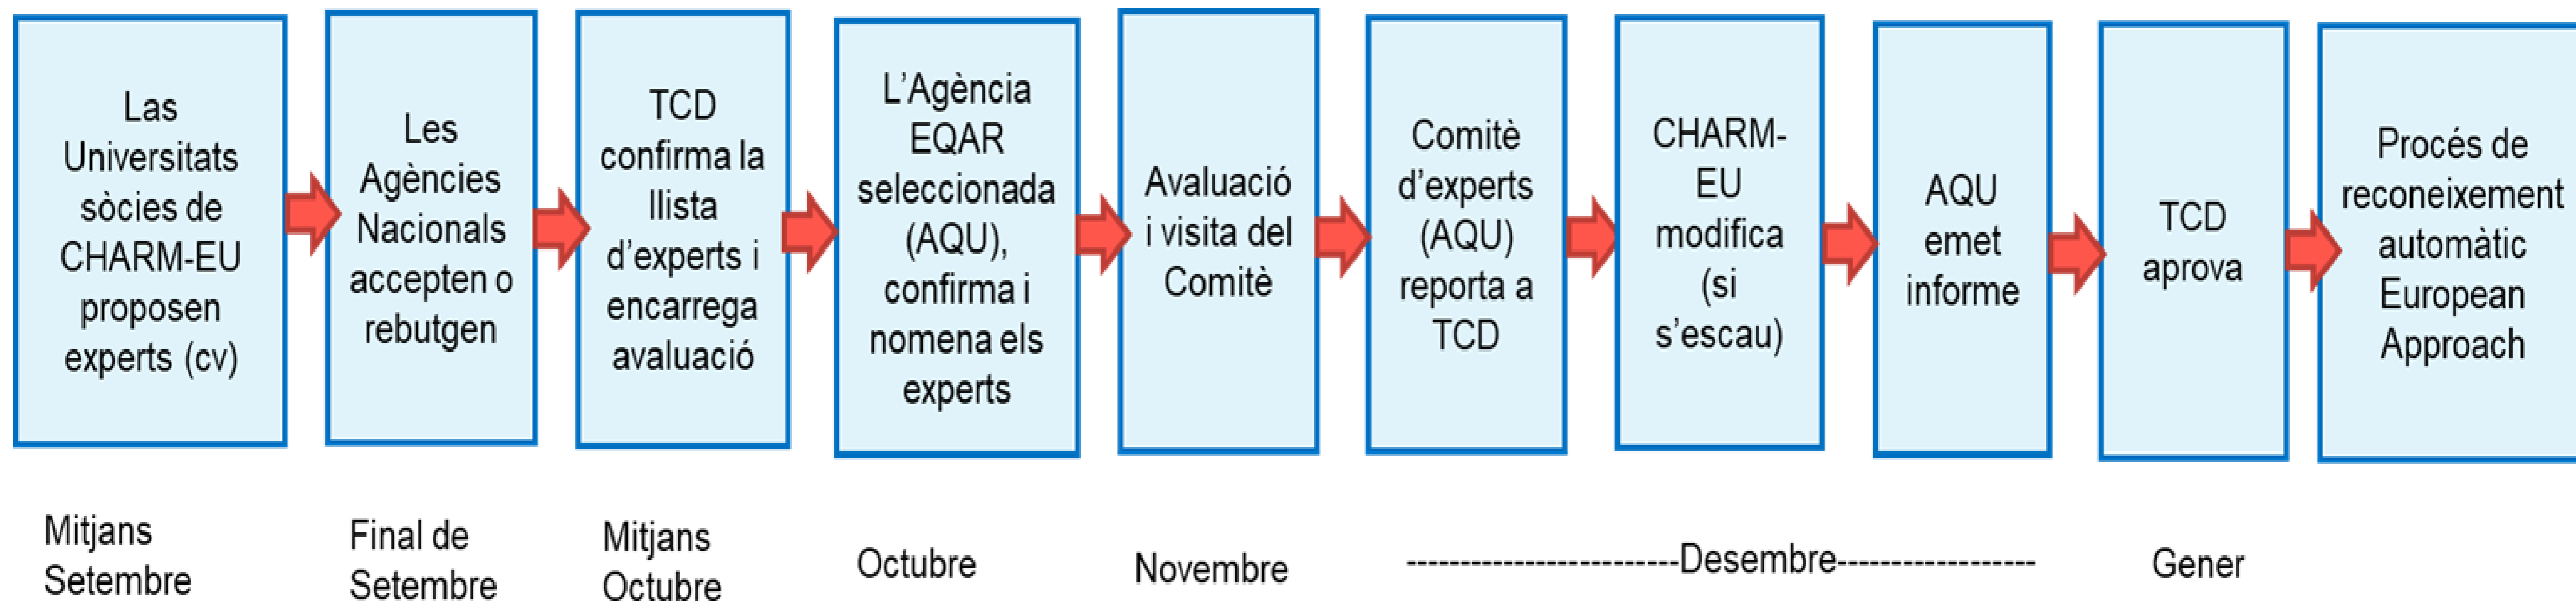 Las
Universitats
sòcies de
CHARM-EU
proposen
experts (cv)
Les
Agències
Nacionals
accepten o
rebutgen
TCD
confirma la
llista
d’experts i
encarrega
avaluació
L’Agència
EQAR
seleccionada
(AQU),
confirma i
nomena els
experts
Avaluació
i visita del
Comitè
Comitè
d’experts
(AQU)
reporta a
TCD
CHARM-
EU
modifica
(si
s’escau)
AQU
emet
informe
TCD
aprova
Procés de
reconeixement
automàtic
European
Approach
Mitjans
Setembre
Final de
Setembre
Mitjans
Octubre
Octubre
Novembre
-------------------------Desembre------------------
Gener